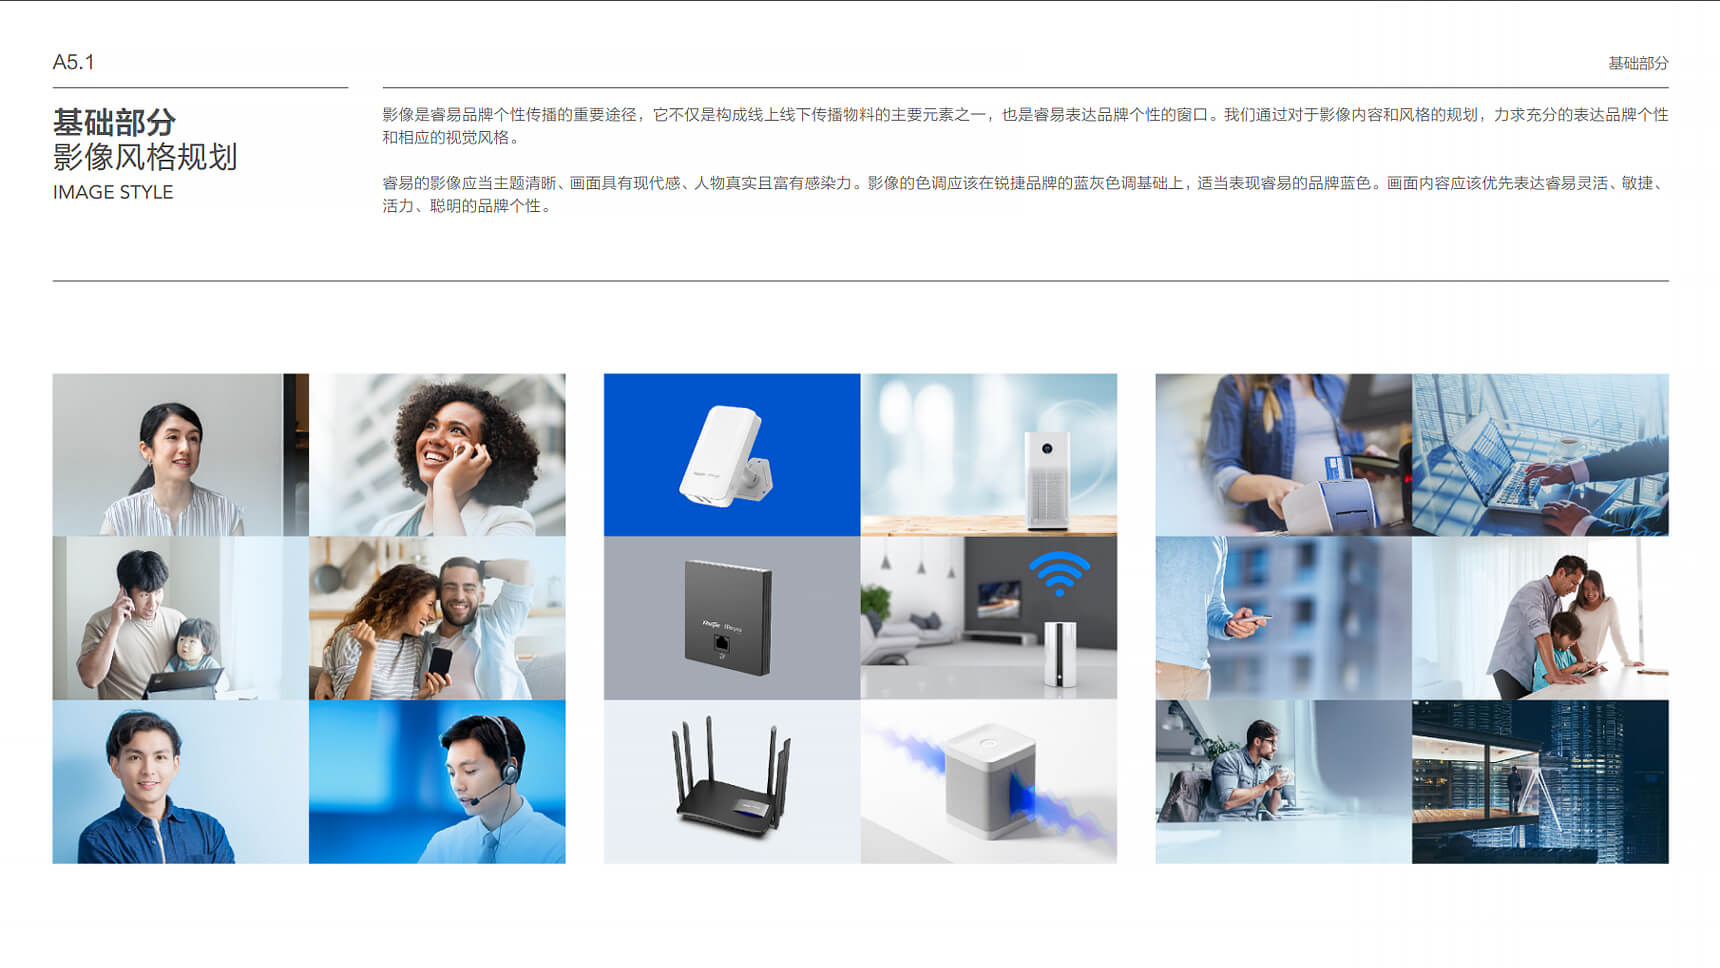 A5.1
基础部分
基础部分
影像风格规划
IMAGE STYLE
影像是睿易品牌个性传播的重要途径，它不仅是构成线上线下传播物料的主要元素之一，也是睿易表达品牌个性的窗口。我们通过对于影像内容和风格的规划，力求充分的表达品牌个性
和相应的视觉风格。
睿易的影像应当主题清晰、画面具有现代感、人物真实且富有感染力。影像的色调应该在锐捷品牌的蓝灰色调基础上，适当表现睿易的品牌蓝色。画面内容应该优先表达睿易灵活、敏捷、
活力、聪明的品牌个性。